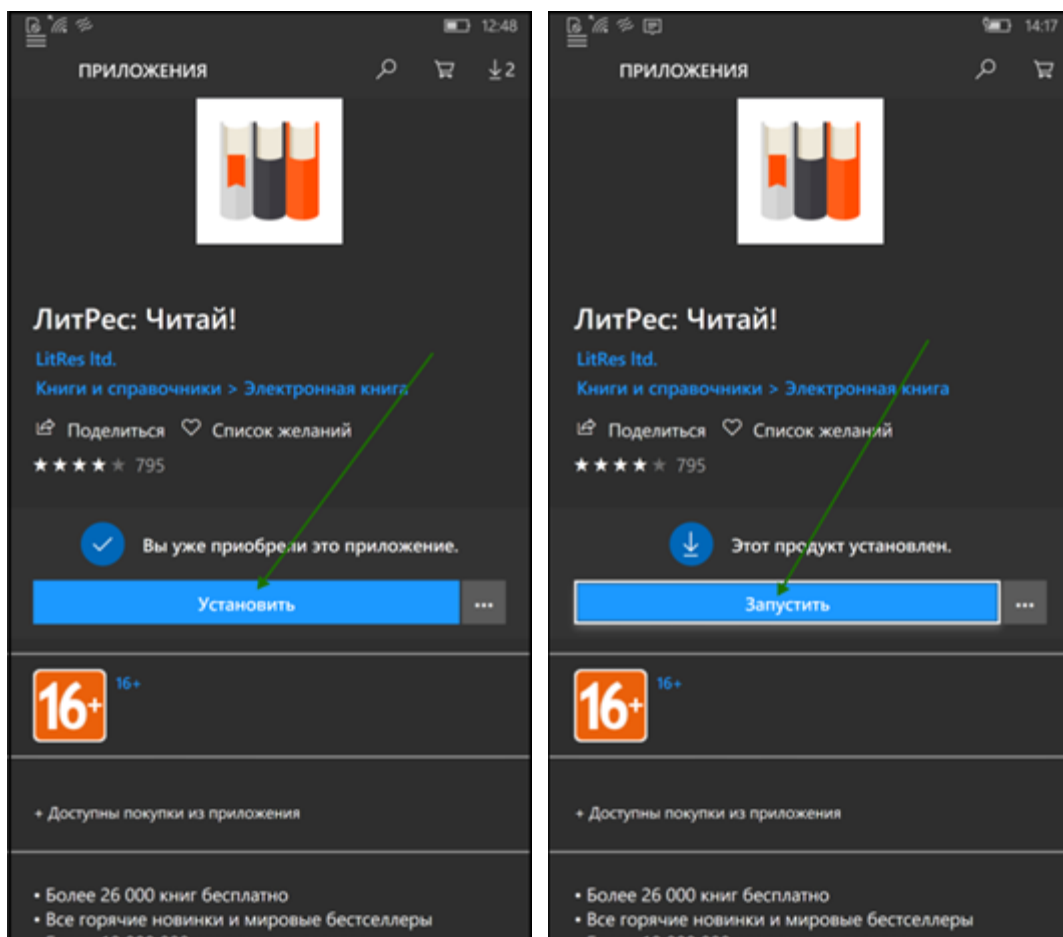 12:48
ПРИЛОЖЕНИЯ
2
ЛитРес: Читай!
LitRes ltd.
Книги и справочники > Электронная книга
Поделиться Список желаний
795
Вы уже приобрели это приложение.
Установить
...
16+
16+
+ Доступны покупки из приложения
• Более 26 000 книг бесплатно
• Все горячие новинки и мировые бестселлеры
14:17
ПРИЛОЖЕНИЯ
ЛитРес: Читай!
LitRes ltd.
Книги и справочники > Электронная книга
Поделиться Список желаний
795
Этот продукт установлен.
Запустить
...
16+
16+
+ Доступны покупки из приложения
• Более 26 000 книг бесплатно
• Все горячие новинки и мировые бестселлеры